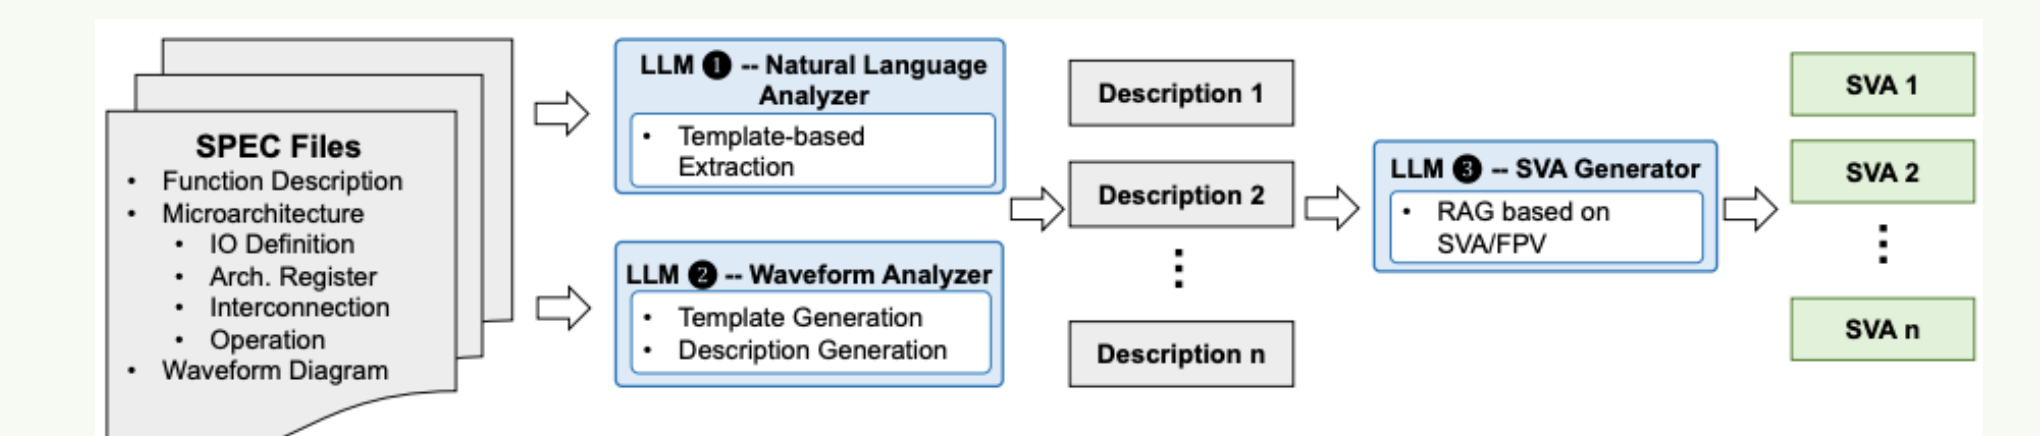 SPEC Files
• Function Description
• Microarchitecture
• IO Definition
• Arch. Register
• Interconnection
• Operation
• Waveform Diagram
LLM ❶ -- Natural Language
Analyzer
• Template-based
Extraction
LLM ❷ -- Waveform Analyzer
• Template Generation
• Description Generation
Description 1
Description 2
⋮
Description n
LLM ❸ -- SVA Generator
• RAG based on
SVA/FPV
SVA 1
SVA 2
⋮
SVA n